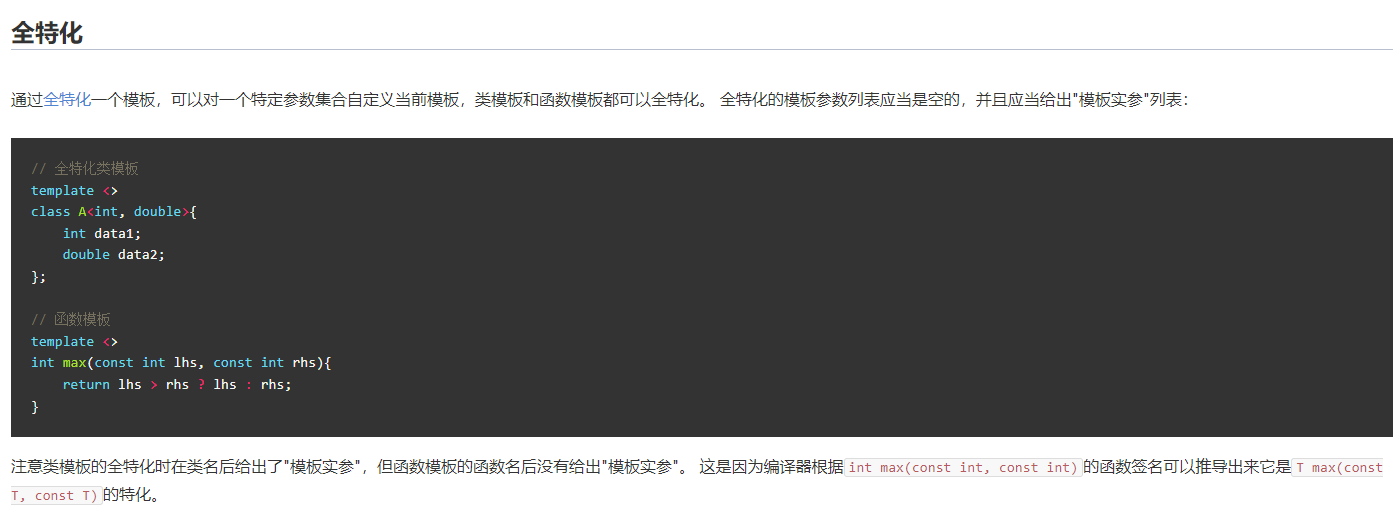 全特化
通过全特化一个模板，可以对一个特定参数集合自定义当前模板，类模板和函数模板都可以全特化。 全特化的模板参数列表应当是空的，并且应当给出"模板实参"列表：
// 全特化类模板
template <>
class A<int, double>{
    int data1;
    double data2;
};
// 函数模板
template <>
int max(const int lhs, const int rhs){
    return lhs > rhs ? lhs : rhs;
}
注意类模板的全特化时在类名后给出了"模板实参"，但函数模板的函数名后没有给出"模板实参"。 这是因为编译器根据int max(const int, const int)的函数签名可以推导出来它是T max(const
T, const T)的特化。